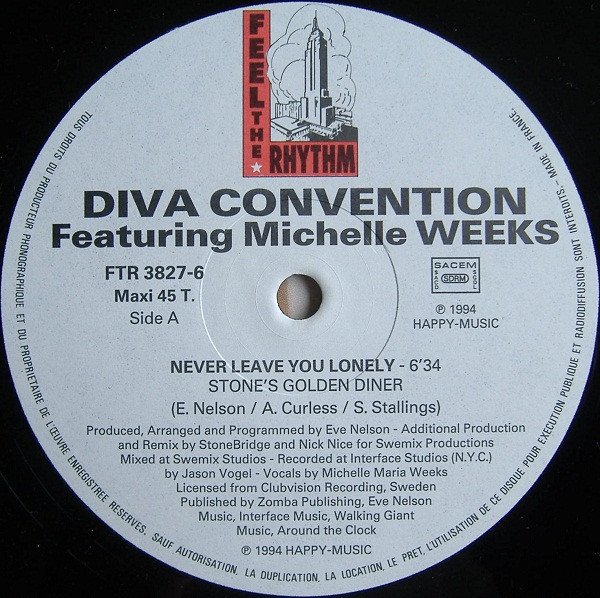 FEEL THE
RHYTHM
DIVA CONVENTION
Featuring Michelle WEEKS
FTR 3827-6
Maxi 45 T.
Side A
SACEM
SACD SDRM SGDL
℗ 1994
HAPPY-MUSIC
NEVER LEAVE YOU LONELY - 6'34
STONE'S GOLDEN DINER
(E. Nelson / A. Curless / S. Stallings)
Produced, Arranged and Programmed by Eve Nelson - Additional Production
and Remix by StoneBridge and Nick Nice for Swemix Productions
Mixed at Swemix Studios - Recorded at Interface Studios (N.Y.C.)
by Jason Vogel - Vocals by Michelle Maria Weeks
Licensed from Clubvision Recording, Sweden
Published by Zomba Publishing, Eve Nelson
Music, Interface Music, Walking Giant
Music, Around the Clock
℗ 1994 HAPPY-MUSIC
TOUS DROITS DU PRODUCTEUR PHONOGRAPHIQUE ET DU PROPRIETAIRE DE L'ŒUVRE ENREGISTREE RESERVES. SAUF AUTORISATION, LA DUPLICATION, LA LOCATION, LE PRET, L'UTILISATION DE CE DISQUE POUR EXECUTION PUBLIQUE ET RADIODIFFUSION SONT INTERDITS. - MADE IN FRANCE.